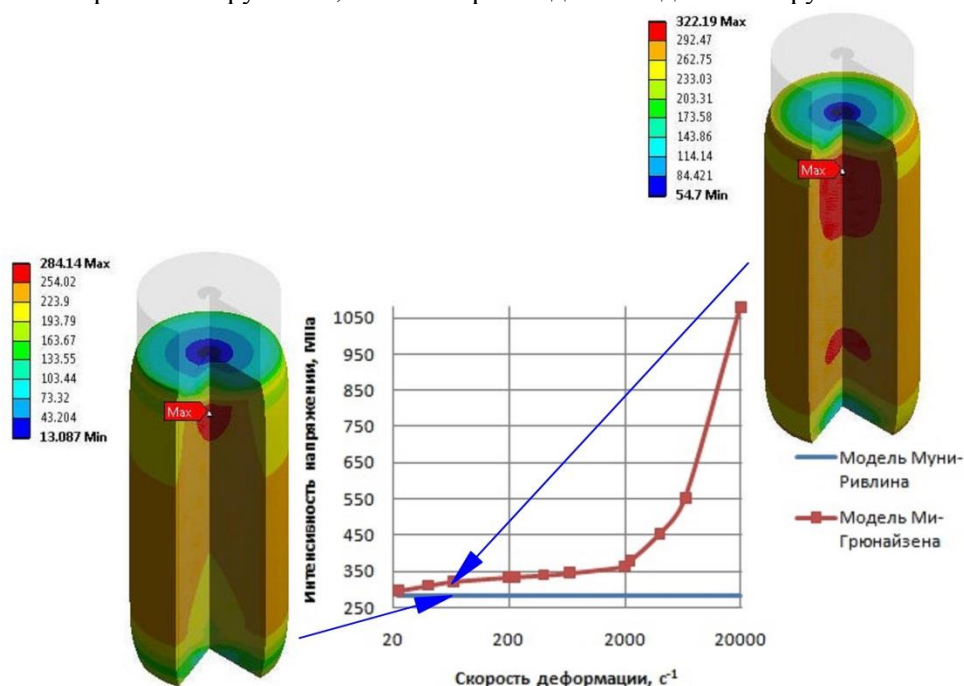 322.19 Max
292.47
262.75
233.03
203.31
173.58
143.86
114.14
84.421
54.7 Min
Max
284.14 Max
254.02
223.9
193.79
163.67
133.55
103.44
73.32
43.204
13.087 Min
Max
Интенсивность напряжении, МПа
1050
950
850
750
650
550
450
350
250
20
200
2000
20000
Скорость деформации, с⁻¹
Модель Муни-
Ривлина
Модель Ми-
Грюнайзена